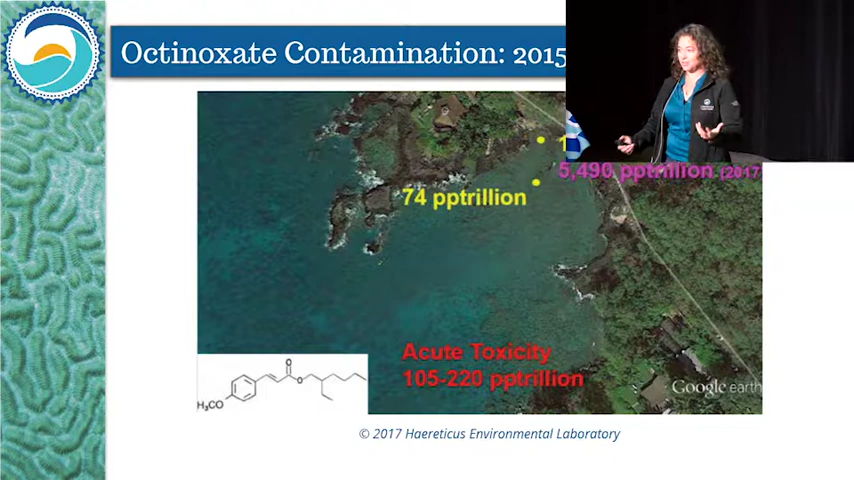 Octinoxate Contamination: 2015
5,490 pptrillion (2017
74 pptrillion
Acute Toxicity
105-220 pptrillion
O
O
H₃CO
Google earth
© 2017 Haereticus Environmental Laboratory